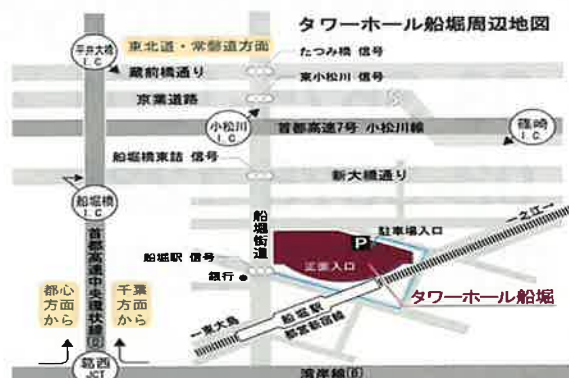 タワーホール船堀周辺地図
平井大橋
I.C
東北道・常磐道方面
たつみ橋 信号
蔵前橋通り
東小松川 信号
京葉道路
小松川
I.C
首都高速7号 小松川線
篠崎
I.C
船堀橋東詰 信号
新大橋通り
船堀橋
I.C
船堀街道
首都高速中央環状線
駐車場入口
P
一之江→
船堀駅 信号
正面入口
銀行
タワーホール船堀
船堀駅
都営新宿線
←東大島
都心
方面
から
千葉
方面
から
葛西
JCT
湾岸線(B)